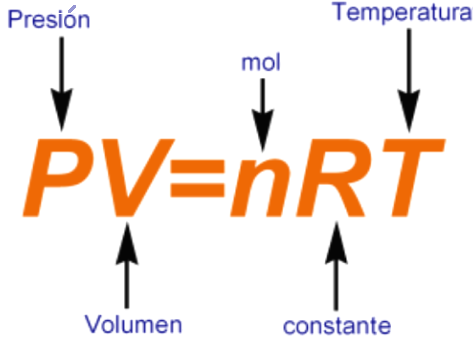 Presión
Temperatura
mol
PV=nRT
Volumen
constante